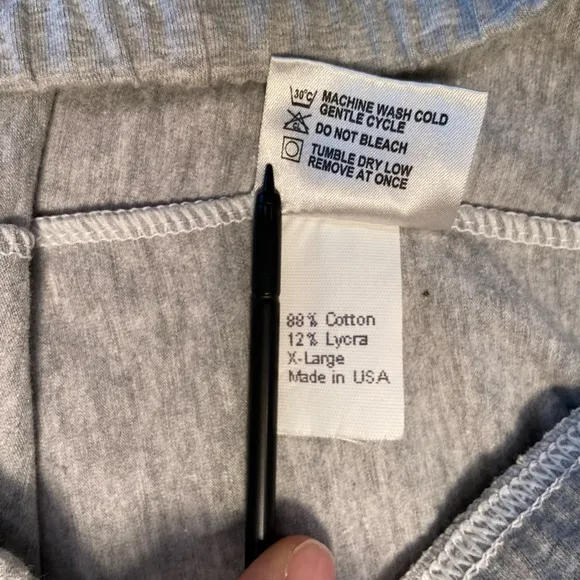 30°C MACHINE WASH COLD
GENTLE CYCLE
DO NOT BLEACH
TUMBLE DRY LOW
REMOVE AT ONCE
88% Cotton
12% Lycra
X-Large
Made in USA